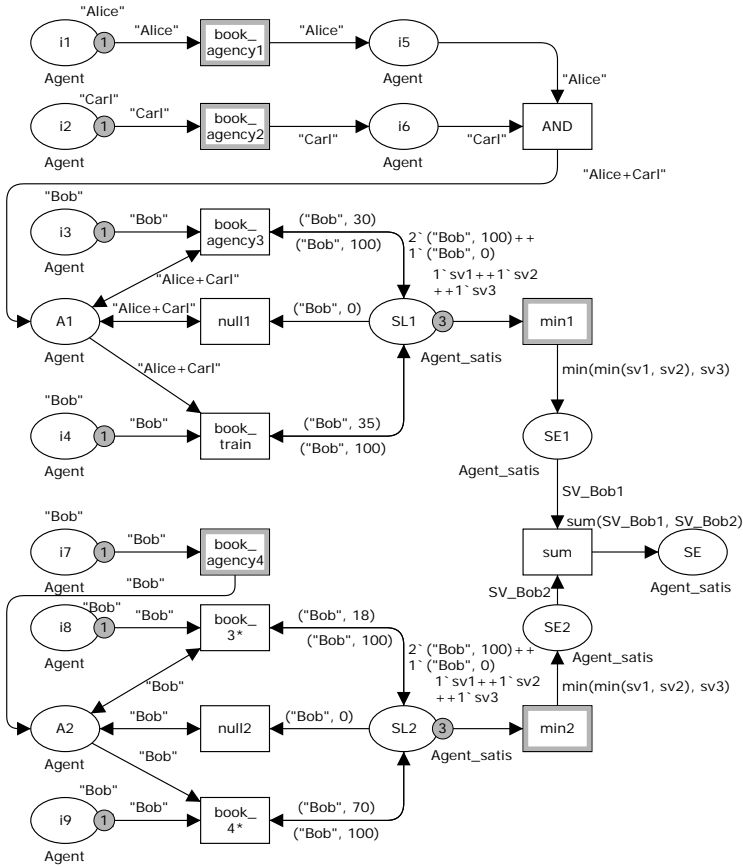 "Alice"
i1
1
"Alice"
book_
agency1
"Alice"
i5
Agent
Agent
"Alice"
"Carl"
i2
1
"Carl"
book_
agency2
"Carl"
i6
"Carl"
AND
Agent
Agent
"Alice+Carl"
"Bob"
i3
1
"Bob"
book_
agency3
("Bob", 30)
("Bob", 100)
2`("Bob", 100)++
1`("Bob", 0)
Agent
"Alice+Carl"
1`sv1++1`sv2
++1`sv3
A1
"Alice+Carl"
null1
("Bob", 0)
SL1
3
min1
Agent
Agent_satis
"Alice+Carl"
min(min(sv1, sv2), sv3)
"Bob"
i4
1
"Bob"
book_
train
("Bob", 35)
("Bob", 100)
SE1
Agent
Agent_satis
SV_Bob1
"Bob"
i7
1
"Bob"
book_
agency4
sum(SV_Bob1, SV_Bob2)
sum
SE
Agent
"Bob"
Agent_satis
SV_Bob2
"Bob"
i8
1
"Bob"
book_
3*
("Bob", 18)
("Bob", 100)
SE2
Agent
2`("Bob", 100)++
1`("Bob", 0)
Agent_satis
"Bob"
1`sv1++1`sv2
++1`sv3
min(min(sv1, sv2), sv3)
A2
"Bob"
null2
("Bob", 0)
SL2
3
min2
Agent
"Bob"
Agent_satis
"Bob"
i9
1
"Bob"
book_
4*
("Bob", 70)
("Bob", 100)
Agent